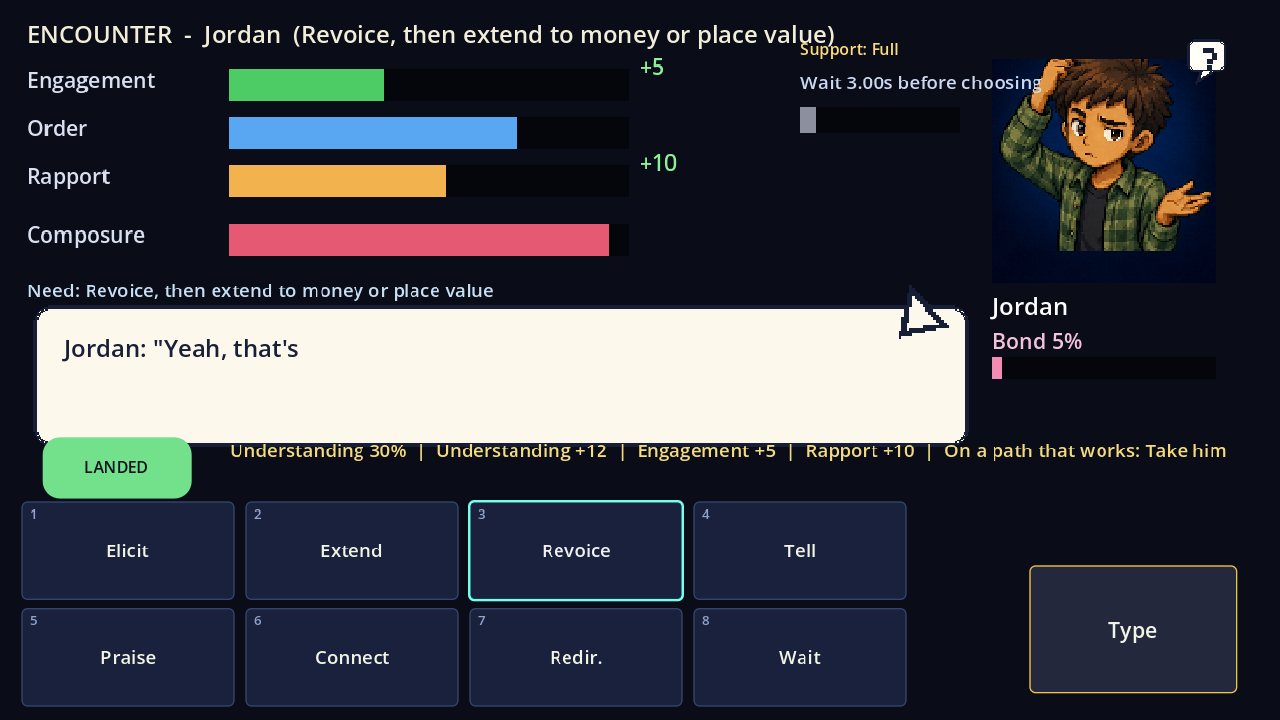 ENCOUNTER - Jordan (Revoice, then extend to money or place value)
Support: Full
Engagement
+5
Wait 3.00s before choosing
?
Order
Rapport
+10
Composure
Need: Revoice, then extend to money or place value
Jordan
Bond 5%
Jordan: "Yeah, that's
LANDED
Understanding 30% | Understanding +12 | Engagement +5 | Rapport +10 | On a path that works: Take him
1
Elicit
2
Extend
3
Revoice
4
Tell
5
Praise
6
Connect
7
Redir.
8
Wait
Type